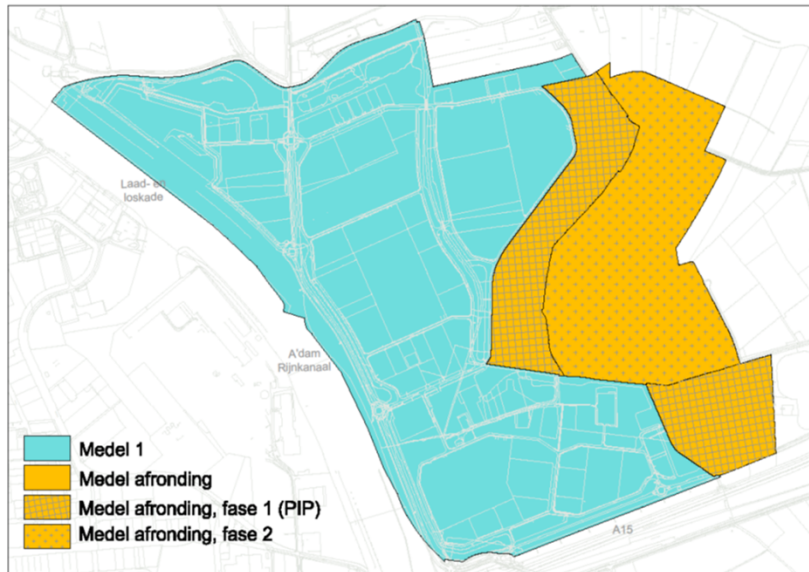 Laad- en
loskade
A'dam
Rijnkanaal
Medel 1
Medel afronding
Medel afronding, fase 1 (PIP)
Medel afronding, fase 2
A15